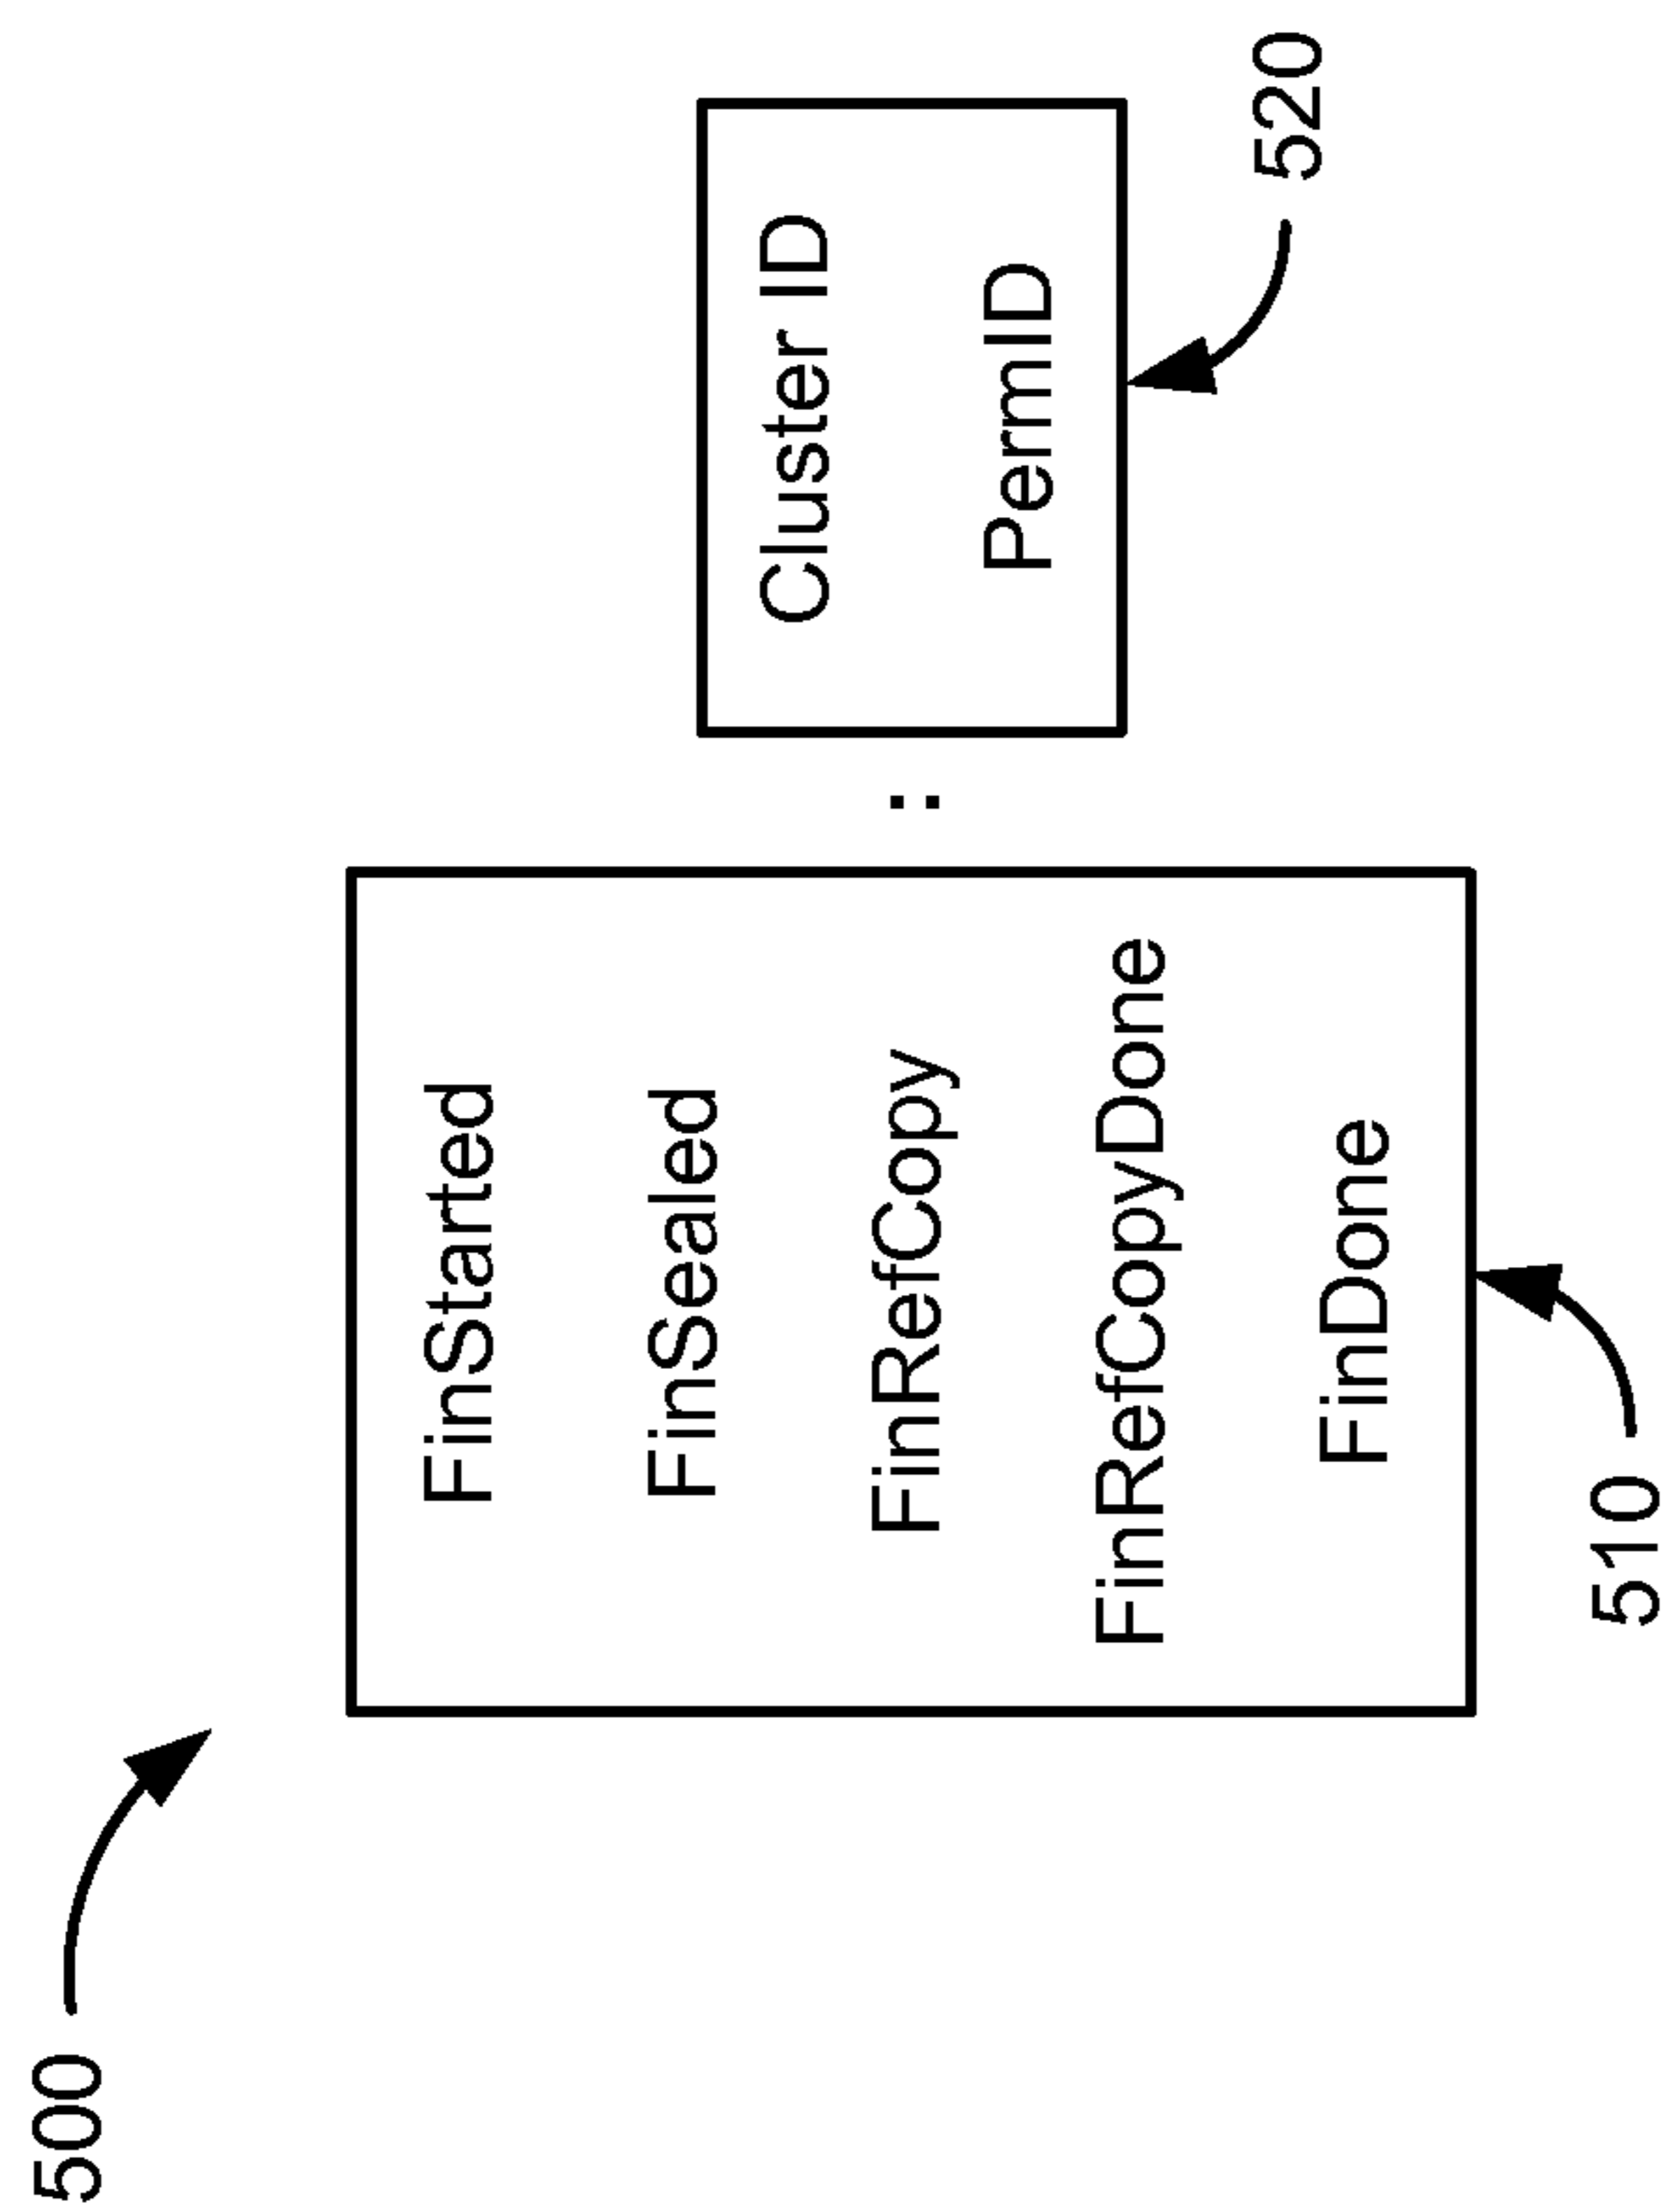 500
FinStarted
FinSealed
FinRefCopy
FinRefCopyDone
FinDone
510
:
Cluster ID
PermID
520